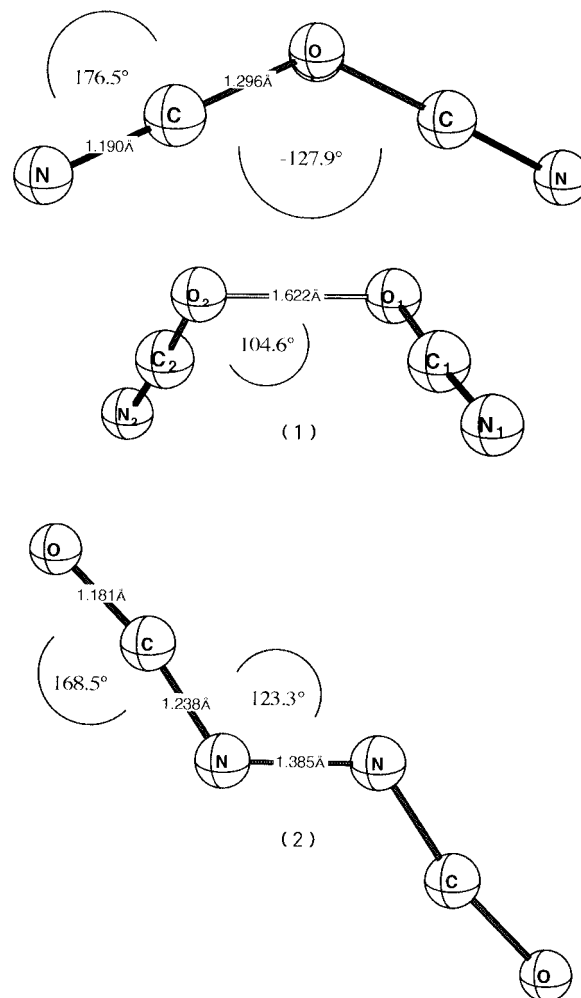 O
176.5°
1.296Å
C
C
1.190Å
N
-127.9°
N
O₂
1.622Å
O₁
104.6°
C₂
C₁
N₂
N₁
(1)
O
1.181Å
C
168.5°
1.238Å
123.3°
N
1.385Å
N
(2)
C
O